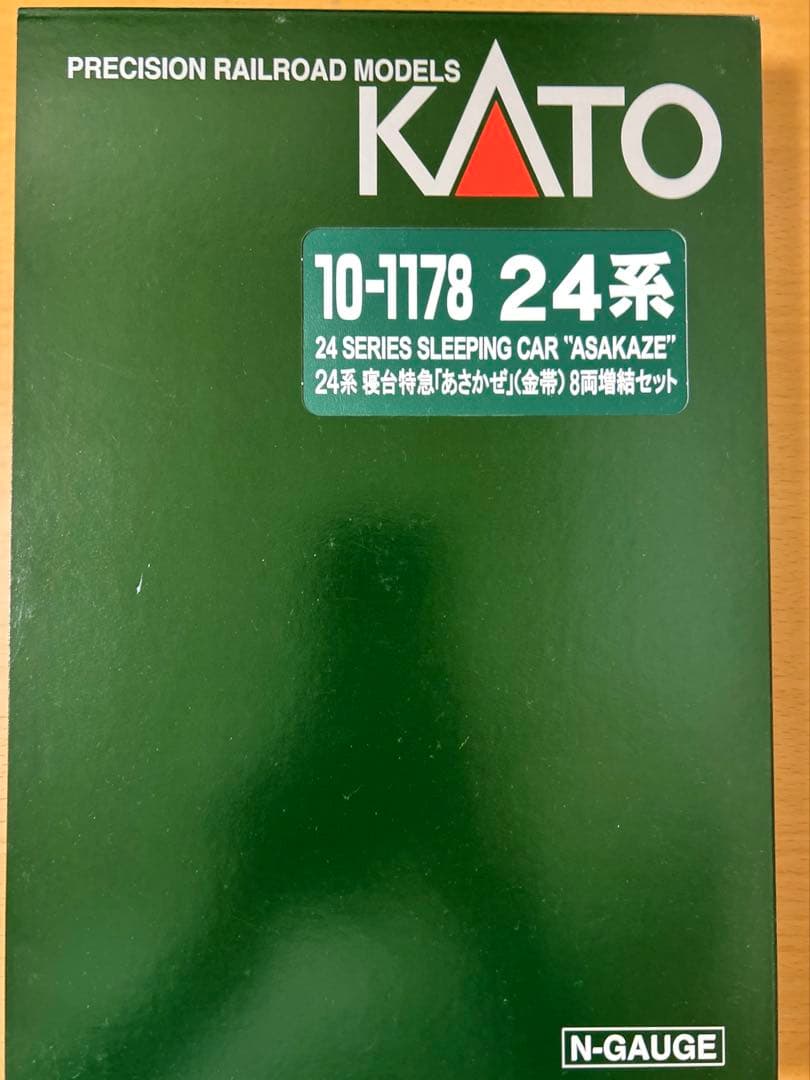 PRECISION RAILROAD MODELS
KATO
10-1178 24系
24 SERIES SLEEPING CAR "ASAKAZE"
24系 寝台特急「あさかぜ」(金帯) 8両増結セット
N-GAUGE